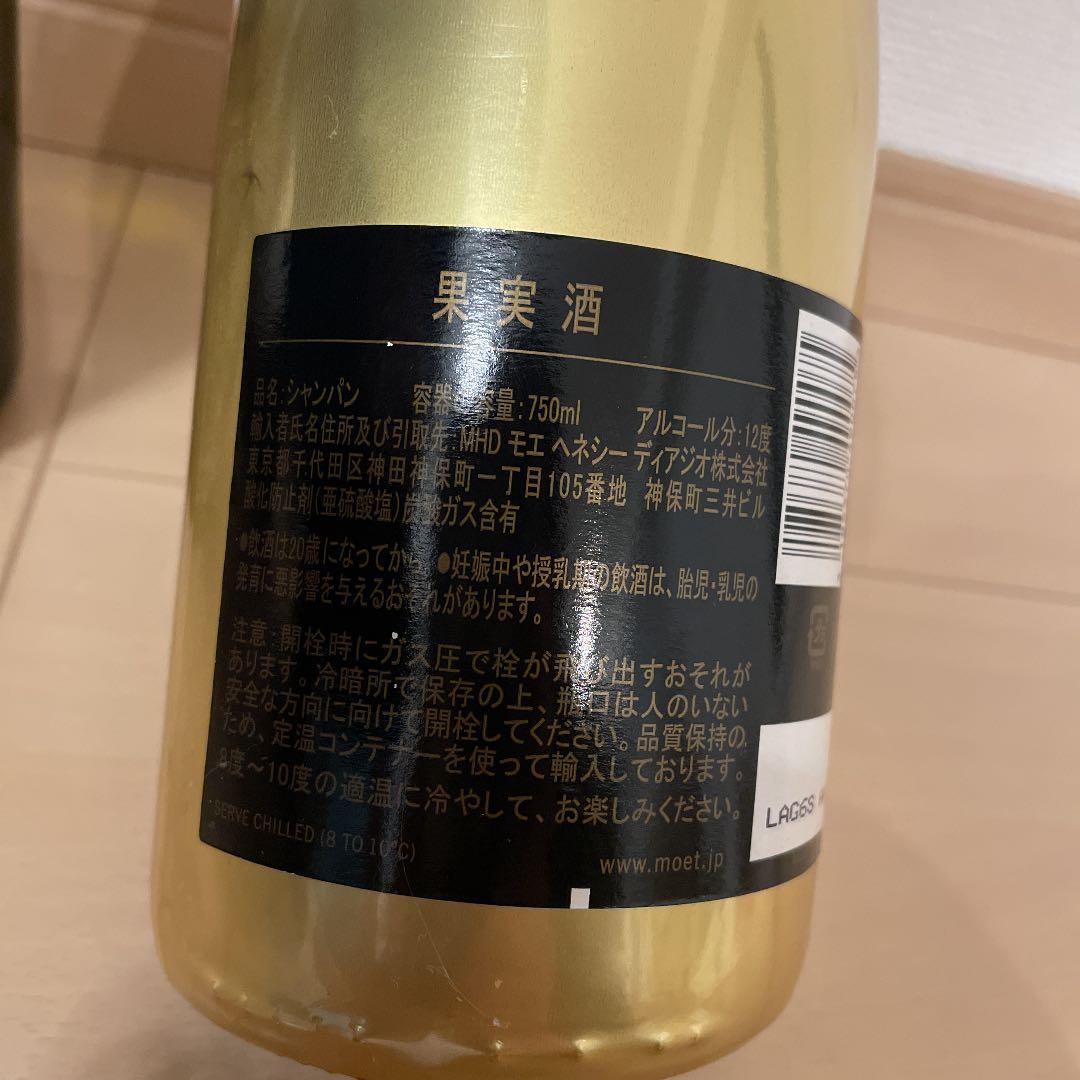 果実酒
品名:シャンパン 容器 容量:750ml アルコール分:12度
輸入者氏名住所及び引取先:MHD モエ ヘネシー ディアジオ株式会社
東京都千代田区神田神保町一丁目105番地 神保町三井ビル
酸化防止剤(亜硫酸塩)炭酸ガス含有
●飲酒は20歳になってから ●妊娠中や授乳期の飲酒は、胎児・乳児の
発育に悪影響を与えるおそれがあります。
注意:開栓時にガス圧で栓が飛び出すおそれが
あります。冷暗所で保存の上、瓶口は人のいない
安全な方向に向けて開栓してください。品質保持の
ため、定温コンテナーを使って輸入しております。
8度~10度の適温に冷やして、お楽しみください。
SERVE CHILLED (8 TO 10°C)
www.moet.jp
LAG6S